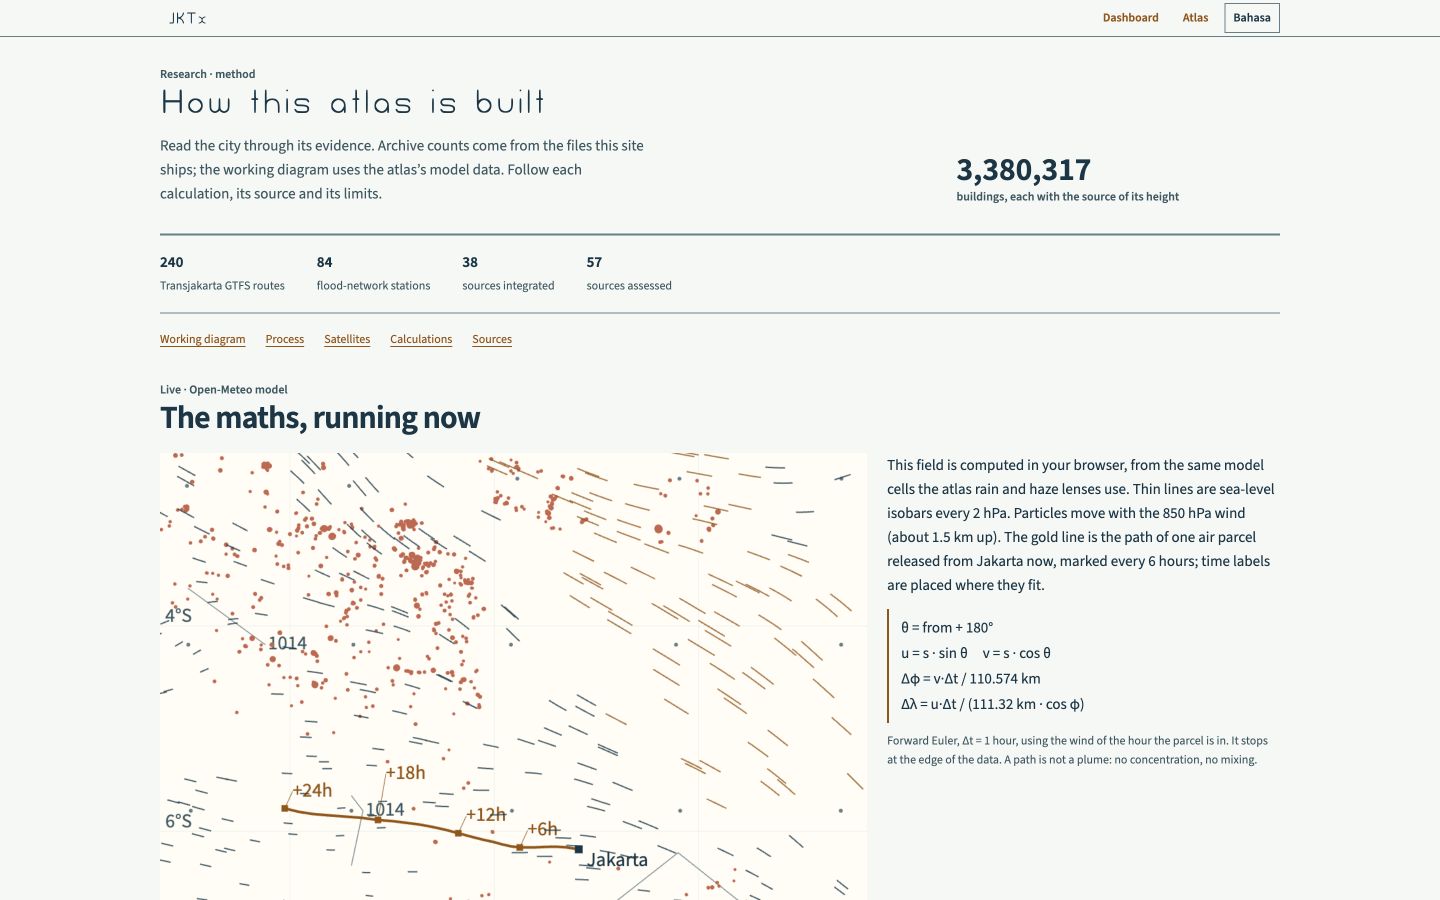 JKTx
Dashboard
Atlas
Bahasa
Research · method
How this atlas is built
Read the city through its evidence. Archive counts come from the files this site
ships; the working diagram uses the atlas’s model data. Follow each
calculation, its source and its limits.
3,380,317
buildings, each with the source of its height
240
Transjakarta GTFS routes
84
flood-network stations
38
sources integrated
57
sources assessed
Working diagram
Process
Satellites
Calculations
Sources
Live · Open-Meteo model
The maths, running now
4°S
1014
+18h
+24h
1014
+12h
6°S
+6h
Jakarta
This field is computed in your browser, from the same model
cells the atlas rain and haze lenses use. Thin lines are sea-level
isobars every 2 hPa. Particles move with the 850 hPa wind
(about 1.5 km up). The gold line is the path of one air parcel
released from Jakarta now, marked every 6 hours; time labels
are placed where they fit.
θ = from + 180°
u = s · sin θ v = s · cos θ
Δϕ = v·Δt / 110.574 km
Δλ = u·Δt / (111.32 km · cos ϕ)
Forward Euler, Δt = 1 hour, using the wind of the hour the parcel is in. It stops
at the edge of the data. A path is not a plume: no concentration, no mixing.